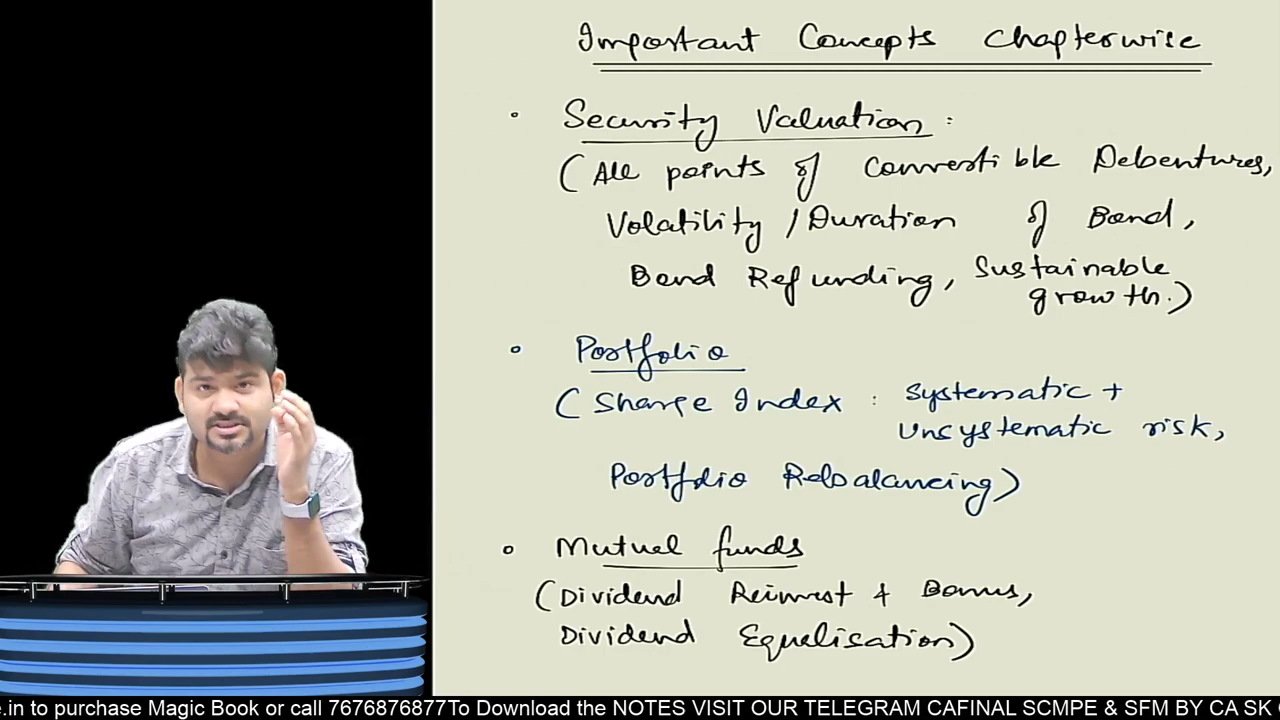 Important Concepts Chapterwise
• Security Valuation :
(All points of Convertible Debentures,
Volatility / Duration of Bond,
Bond Refunding, Sustainable
growth.)
• Portfolio
(Sharpe Index : Systematic +
Unsystematic risk,
Portfolio Rebalancing)
• Mutual funds
(Dividend Reinvest & Bonus,
Dividend Equalisation)
e.in to purchase Magic Book or call 7676876877To Download the NOTES VISIT OUR TELEGRAM CAFINAL SCMPE & SFM BY CA SK